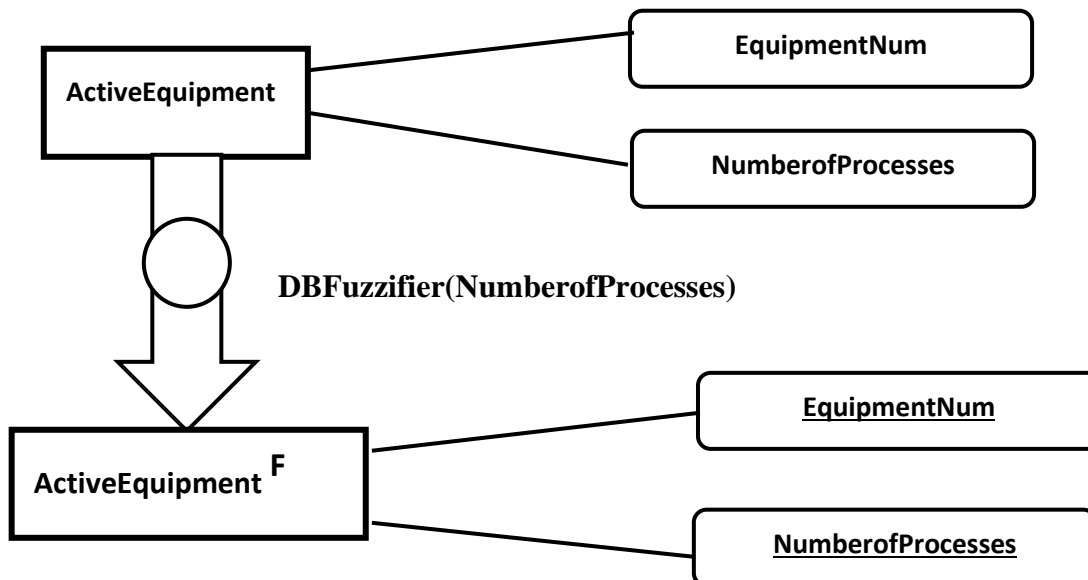 EquipmentNum
ActiveEquipment
NumberofProcesses
DBFuzzifier(NumberofProcesses)
EquipmentNum
ActiveEquipment F
NumberofProcesses